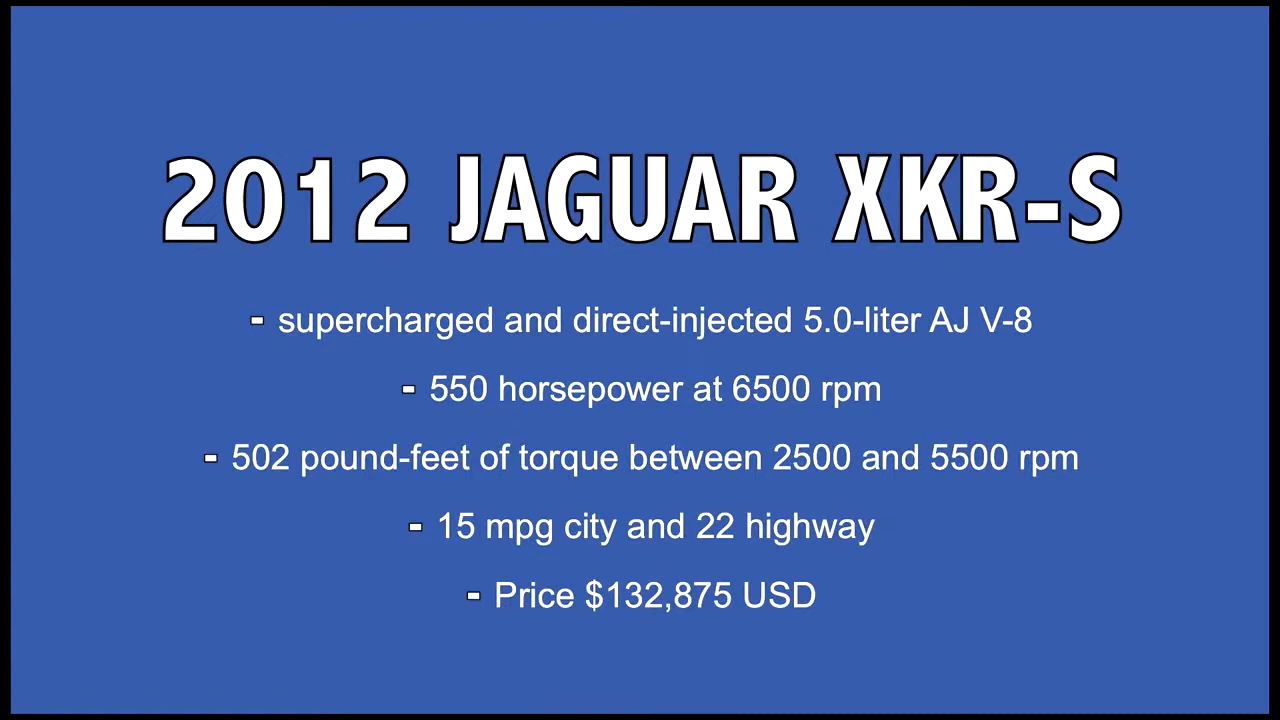 2012 JAGUAR XKR-S
- supercharged and direct-injected 5.0-liter AJ V-8
- 550 horsepower at 6500 rpm
- 502 pound-feet of torque between 2500 and 5500 rpm
- 15 mpg city and 22 highway
- Price $132,875 USD